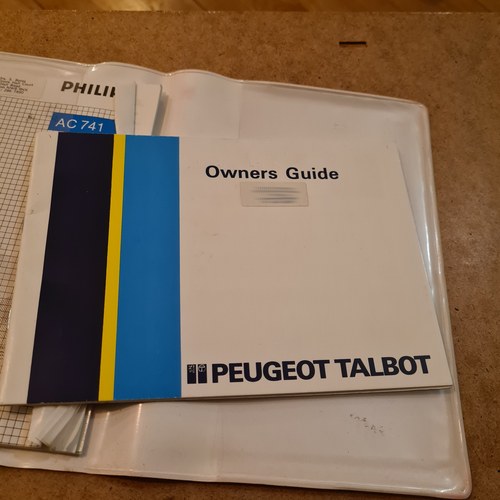 PHILI
AC 741
Owners Guide
PEUGEOT TALBOT